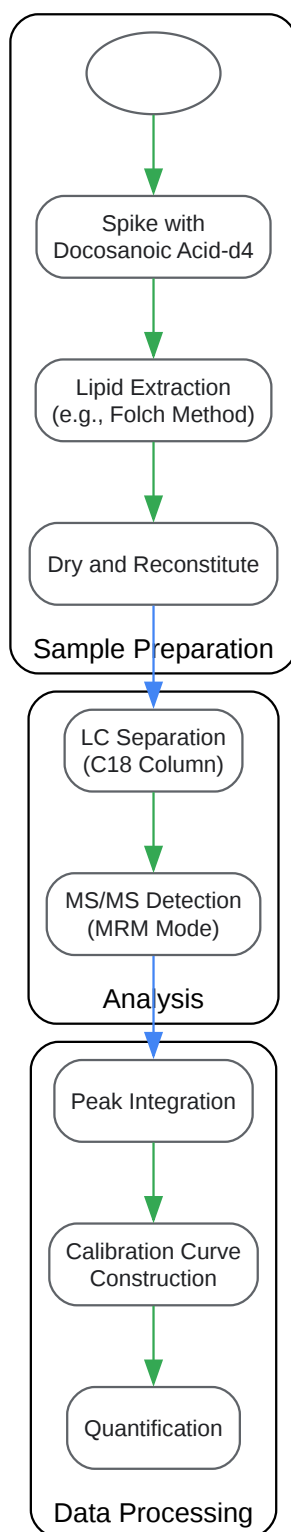 Spike with
Docosanoic Acid-d4
Lipid Extraction
(e.g., Folch Method)
Dry and Reconstitute
Sample Preparation
LC Separation
(C18 Column)
MS/MS Detection
(MRM Mode)
Analysis
Peak Integration
Calibration Curve
Construction
Quantification
Data Processing